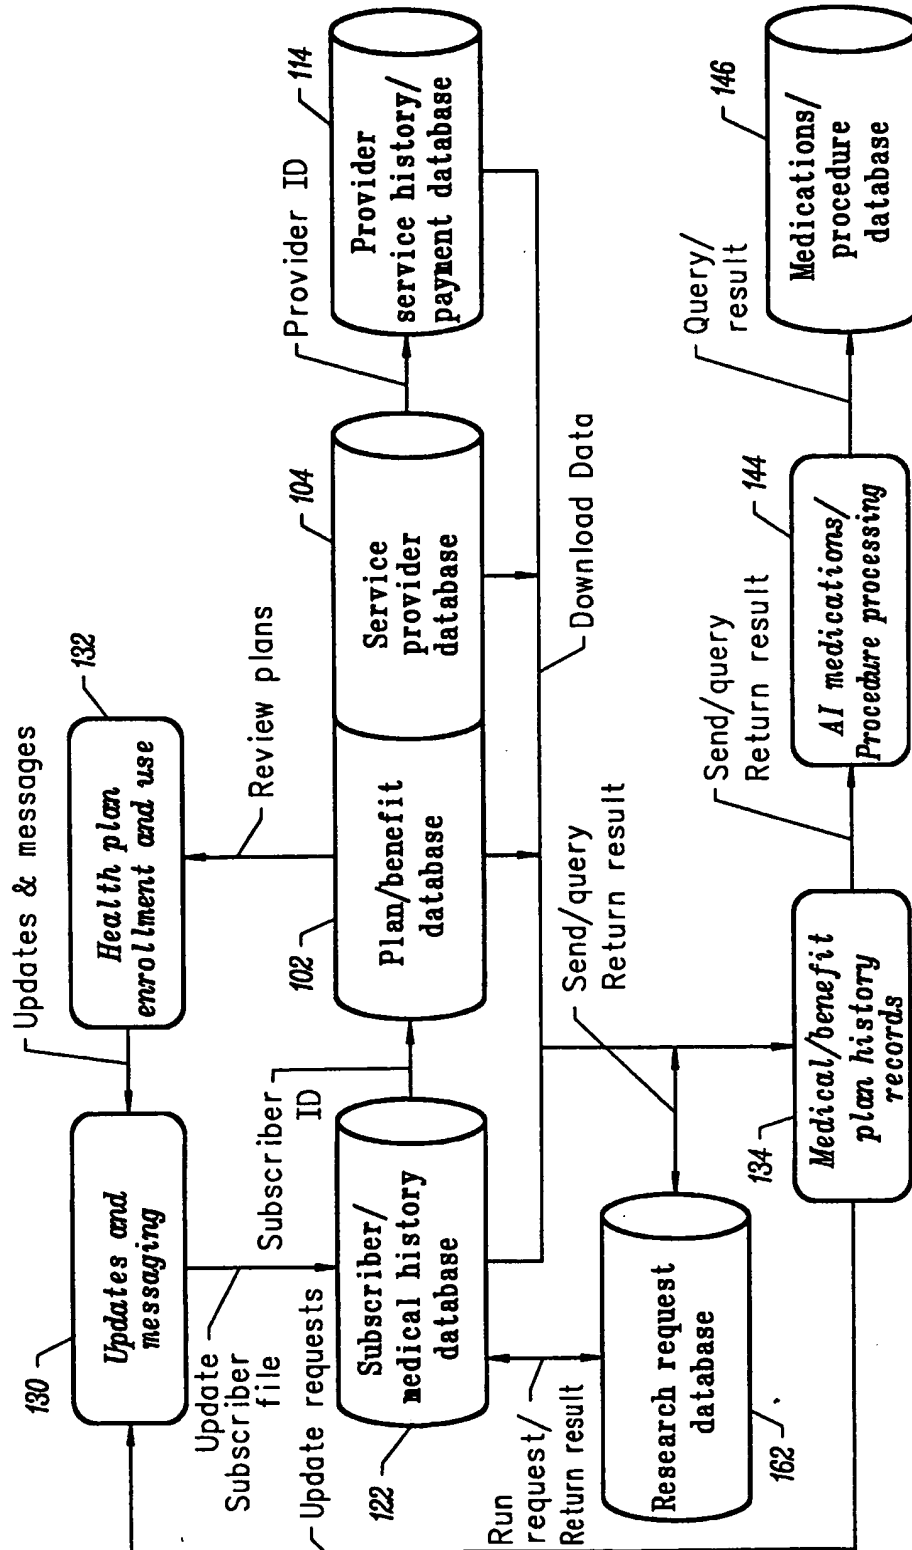 Updates & messages
130
Updates and
messaging
132
Health plan
enrollment and use
Update
Subscriber
file
Subscriber
ID
Review plans
Provider ID
Update requests
122
Subscriber/
medical history
database
102
Plan/benefit
database
104
Service
provider
database
114
Provider
service history/
payment database
Run
request/
Return result
Send/query
Return result
Download Data
162
Research request
database
134
Medical/benefit
plan history
records
Send/query
Return result
144
AI medications/
Procedure processing
Query/
result
146
Medications/
procedure
database